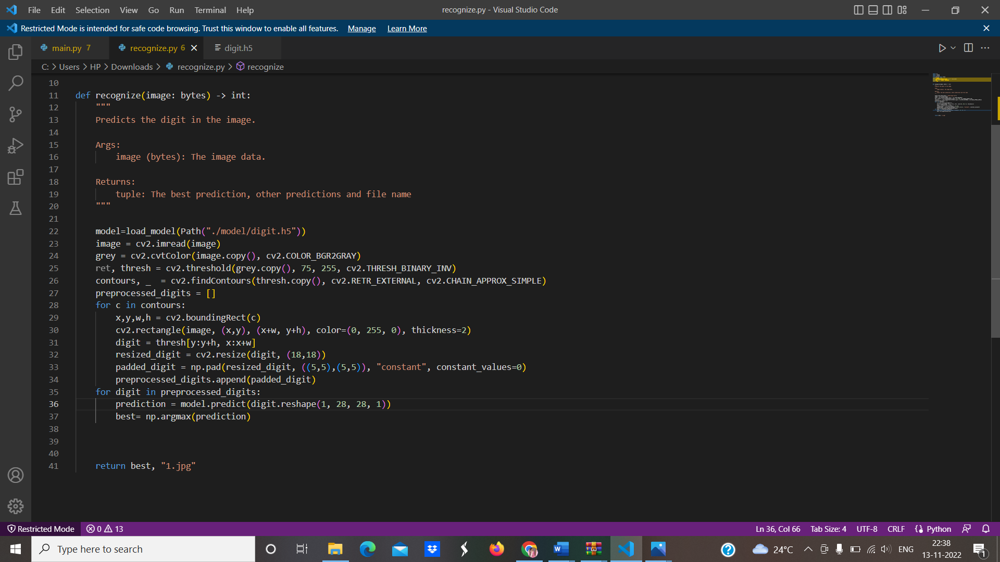 File Edit Selection View Go Run Terminal Help
recognize.py - Visual Studio Code
Restricted Mode is intended for safe code browsing. Trust this window to enable all features. Manage Learn More
main.py 7 recognize.py 6 digit.h5
C: > Users > HP > Downloads > recognize.py > recognize
10
11 def recognize(image: bytes) -> int:
12 """
13 Predicts the digit in the image.
14
15 Args:
16 image (bytes): The image data.
17
18 Returns:
19 tuple: The best prediction, other predictions and file name
20 """
21
22 model=load_model(Path("./model/digit.h5"))
23 image = cv2.imread(image)
24 grey = cv2.cvtColor(image.copy(), cv2.COLOR_BGR2GRAY)
25 ret, thresh = cv2.threshold(grey.copy(), 75, 255, cv2.THRESH_BINARY_INV)
26 contours, _  = cv2.findContours(thresh.copy(), cv2.RETR_EXTERNAL, cv2.CHAIN_APPROX_SIMPLE)
27 preprocessed_digits = []
28 for c in contours:
29 x,y,w,h = cv2.boundingRect(c)
30 cv2.rectangle(image, (x,y), (x+w, y+h), color=(0, 255, 0), thickness=2)
31 digit = thresh[y:y+h, x:x+w]
32 resized_digit = cv2.resize(digit, (18,18))
33 padded_digit = np.pad(resized_digit, ((5,5),(5,5)), "constant", constant_values=0)
34 preprocessed_digits.append(padded_digit)
35 for digit in preprocessed_digits:
36 prediction = model.predict(digit.reshape(1, 28, 28, 1))
37 best= np.argmax(prediction)
38
39
40
41 return best, "1.jpg"
Restricted Mode 0 13 Ln 36, Col 66 Tab Size: 4 UTF-8 CRLF Python
Type here to search
24°C ENG 22:38
13-11-2022 1